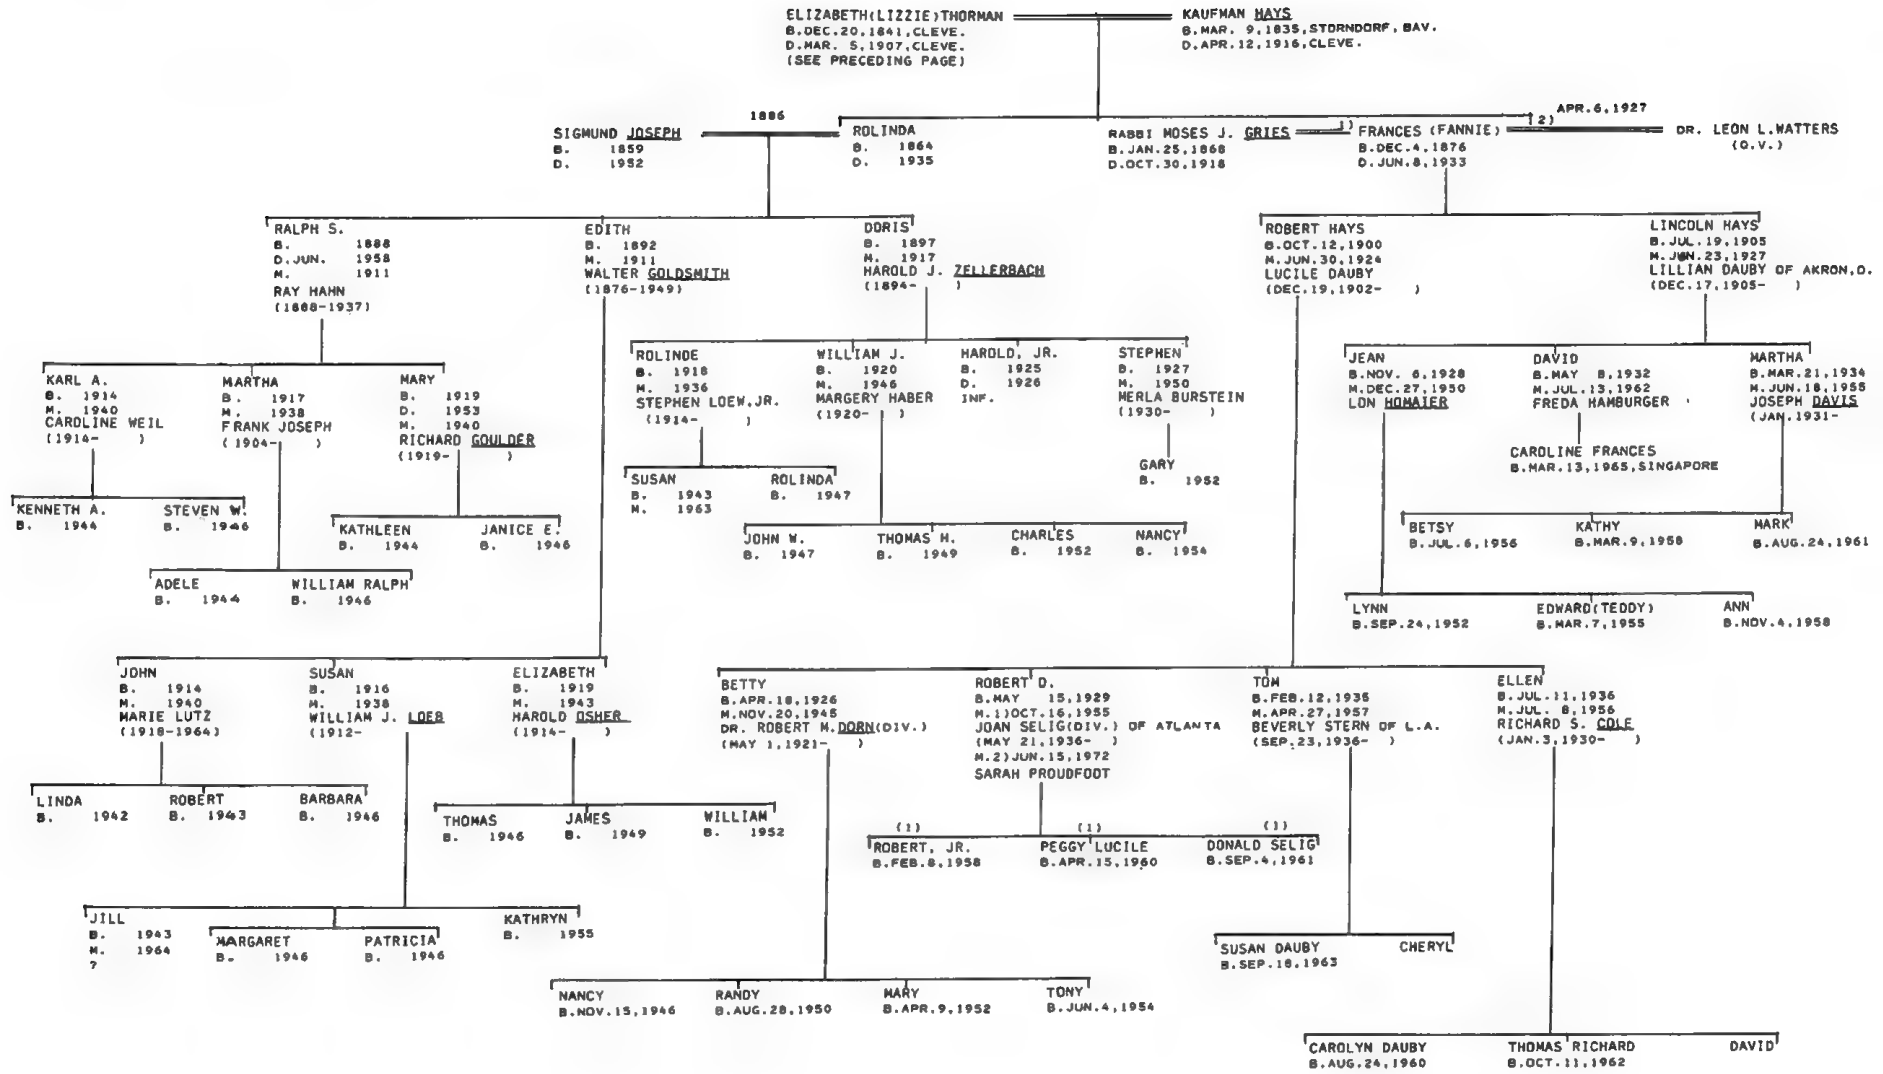 ELIZABETH(LIZZIE)THORMAN
B.DEC.20,1841,CLEVE.
D.MAR. 5,1907,CLEVE.
(SEE PRECEDING PAGE)
KAUFMAN HAYS
B.MAR. 9,1835,STORNDORF, BAV.
D.APR.12,1916,CLEVE.
SIGMUND JOSEPH
B. 1859
D. 1952
1886
ROLINDA
B. 1864
D. 1935
RABBI MOSES J. GRIES
B.JAN.25,1868
D.OCT.30,1918
1)
FRANCES (FANNIE)
B.DEC.4,1876
D.JUN.8,1933
2)
APR.6,1927
DR. LEON L.WATTERS
(Q.V.)
RALPH S.
B. 1888
D.JUN. 1958
M. 1911
RAY HAHN
(1888-1937)
EDITH
B. 1892
M. 1911
WALTER GOLDSMITH
(1876-1949)
DORIS
B. 1897
M. 1917
HAROLD J. ZELLERBACH
(1894- )
ROBERT HAYS
B.OCT.12,1900
M.JUN.30,1924
LUCILE DAUBY
(DEC.19,1902- )
LINCOLN HAYS
B.JUL.19,1905
M.JUN.23,1927
LILLIAN DAUBY OF AKRON,O.
(DEC.17,1905- )
KARL A.
B. 1914
M. 1940
CAROLINE WEIL
(1914- )
MARTHA
B. 1917
M. 1938
FRANK JOSEPH
(1904- )
MARY
B. 1919
D. 1953
M. 1940
RICHARD GOULDER
(1919- )
ROLINDE
B. 1918
M. 1936
STEPHEN LOEW,JR.
(1914- )
WILLIAM J.
B. 1920
M. 1946
MARGERY HABER
(1920- )
HAROLD, JR.
B. 1925
D. 1926
INF.
STEPHEN
B. 1927
M. 1950
MERLA BURSTEIN
(1930- )
JEAN
B.NOV. 6,1928
M.DEC.27,1950
LON HOMAIER
DAVID
B.MAY 8,1932
M.JUL.13,1962
FREDA HAMBURGER
MARTHA
B.MAR.21,1934
M.JUN.18,1955
JOSEPH DAVIS
(JAN.1931-
CAROLINE FRANCES
B.MAR.13,1965,SINGAPORE
KENNETH A.
B. 1944
STEVEN W.
B. 1946
KATHLEEN
B. 1944
JANICE E.
B. 1946
SUSAN
B. 1943
M. 1963
ROLINDA
B. 1947
GARY
B. 1952
JOHN W.
B. 1947
THOMAS H.
B. 1949
CHARLES
B. 1952
NANCY
B. 1954
BETSY
B.JUL.6,1956
KATHY
B.MAR.9,1958
MARK
B.AUG.24,1961
ADELE
B. 1944
WILLIAM RALPH
B. 1946
LYNN
B.SEP.24,1952
EDWARD(TEDDY)
B.MAR.7,1955
ANN
B.NOV.4,1958
JOHN
B. 1914
M. 1940
MARIE LUTZ
(1918-1964)
SUSAN
B. 1916
M. 1938
WILLIAM J. LOEB
(1912-
ELIZABETH
B. 1919
M. 1943
HAROLD OSHER
(1914- )
BETTY
B.APR.18,1926
M.NOV.20,1945
DR. ROBERT M.DORN(DIV.)
(MAY 1,1921- )
ROBERT D.
B.MAY 15,1929
M.1)OCT.16,1955
JOAN SELIG(DIV.) OF ATLANTA
(MAY 21,1936- )
M.2)JUN.15,1972
SARAH PROUDFOOT
TOM
B.FEB.12,1935
M.APR.27,1957
BEVERLY STERN OF L.A.
(SEP.23,1936- )
ELLEN
B.JUL.11,1936
M.JUL. 8,1956
RICHARD S. COLE
(JAN.3,1930- )
LINDA
B. 1942
ROBERT
B. 1943
BARBARA
B. 1946
THOMAS
B. 1946
JAMES
B. 1949
WILLIAM
B. 1952
(1)
ROBERT, JR.
B.FEB.8,1958
(1)
PEGGY LUCILE
B.APR.15,1960
(1)
DONALD SELIG
B.SEP.4,1961
JILL
B. 1943
M. 1964
?
MARGARET
B. 1946
PATRICIA
B. 1946
KATHRYN
B. 1955
SUSAN DAUBY
B.SEP.18,1963
CHERYL
NANCY
B.NOV.15,1946
RANDY
B.AUG.28,1950
MARY
B.APR.9,1952
TONY
B.JUN.4,1954
CAROLYN DAUBY
B.AUG.24,1960
THOMAS RICHARD
B.OCT.11,1962
DAVID